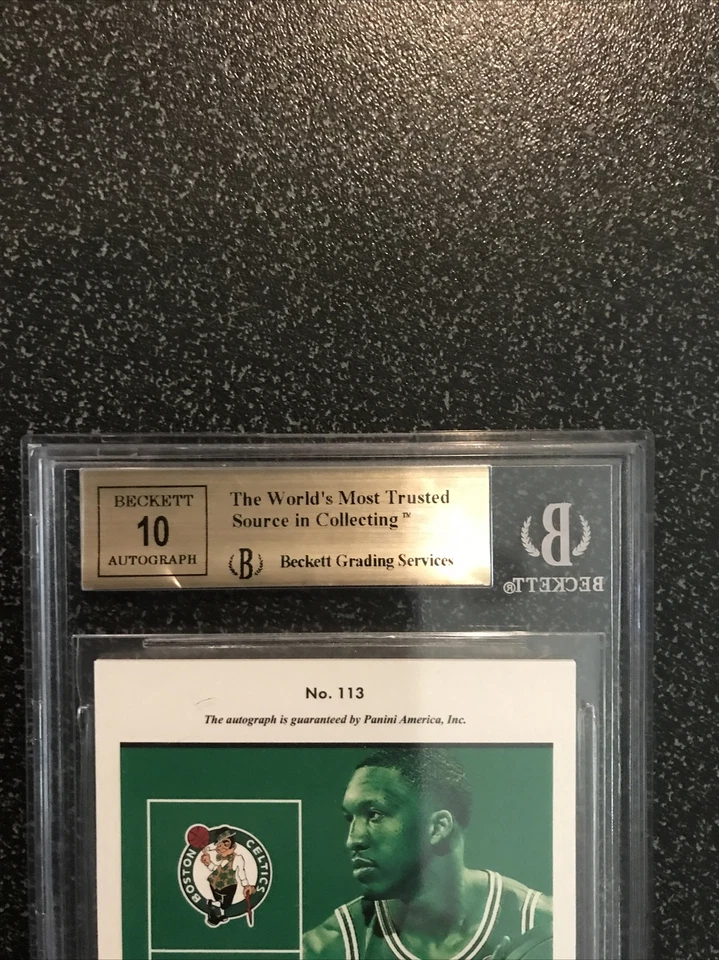 BECKETT
10
AUTOGRAPH
The World's Most Trusted
Source in Collecting™
B
Beckett Grading Services
B
BECKETT®
No. 113
The autograph is guaranteed by Panini America, Inc.
BOSTON CELTICS